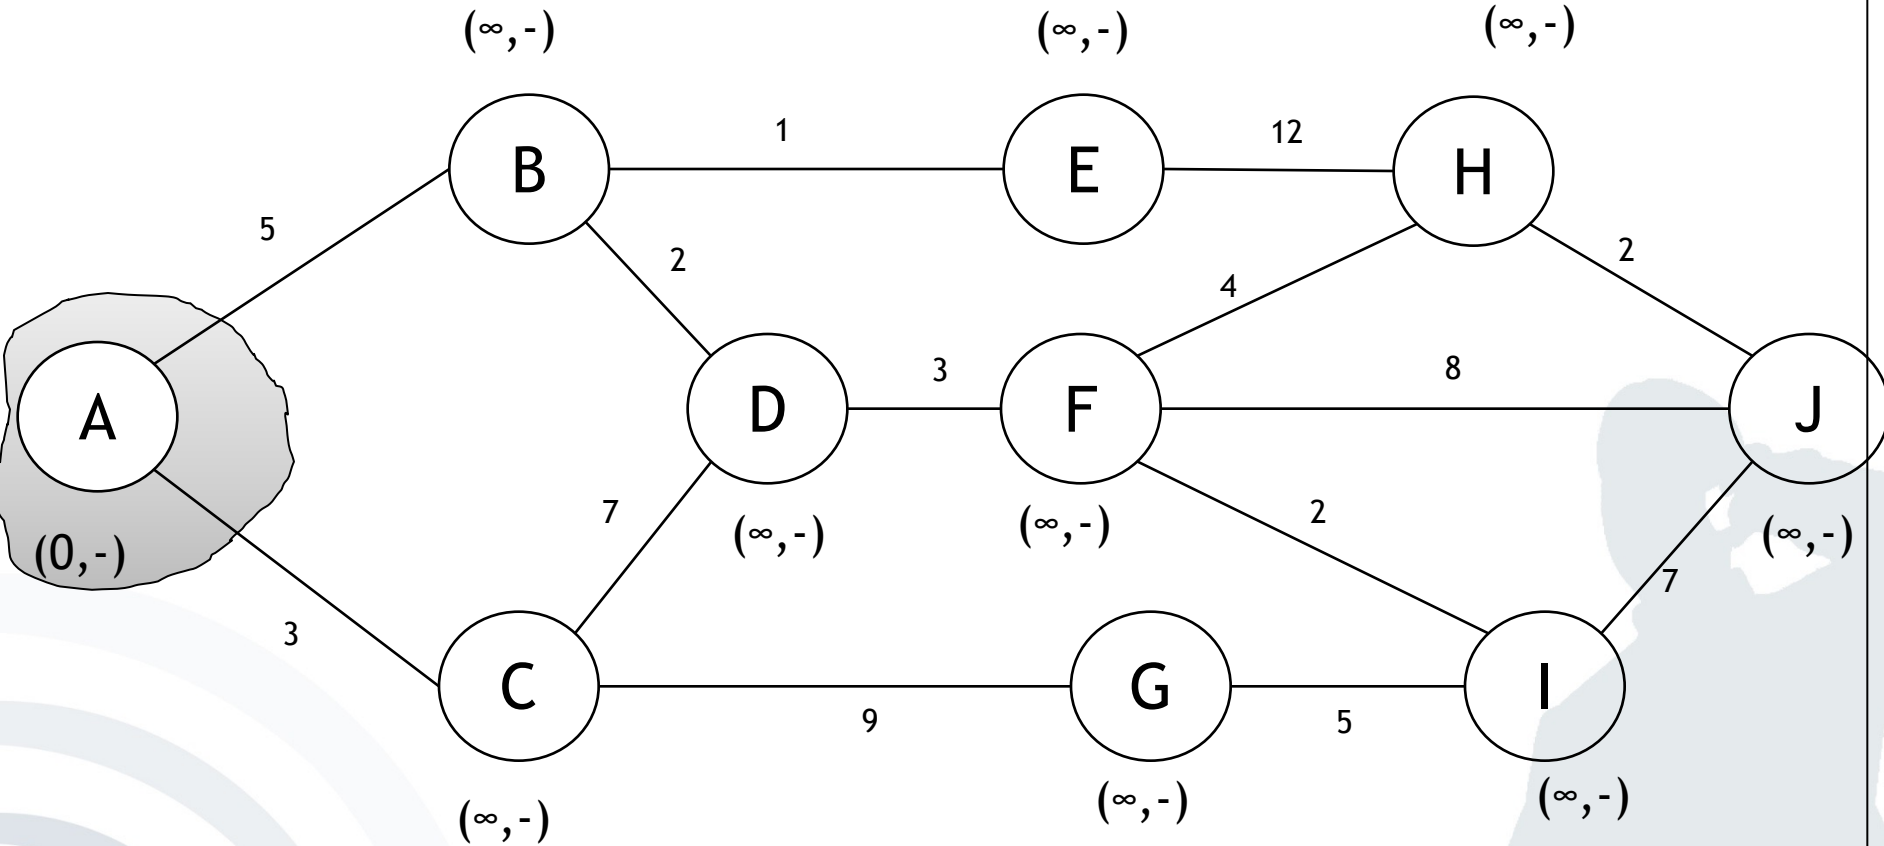 (∞,-) (∞,-) (∞,-)
1 12
B E H
5 2 2
4
3 8
A D F J
7 2
(0,-) (∞,-) (∞,-) (∞,-)
7
3
C G I
9 5
(∞,-) (∞,-) (∞,-)